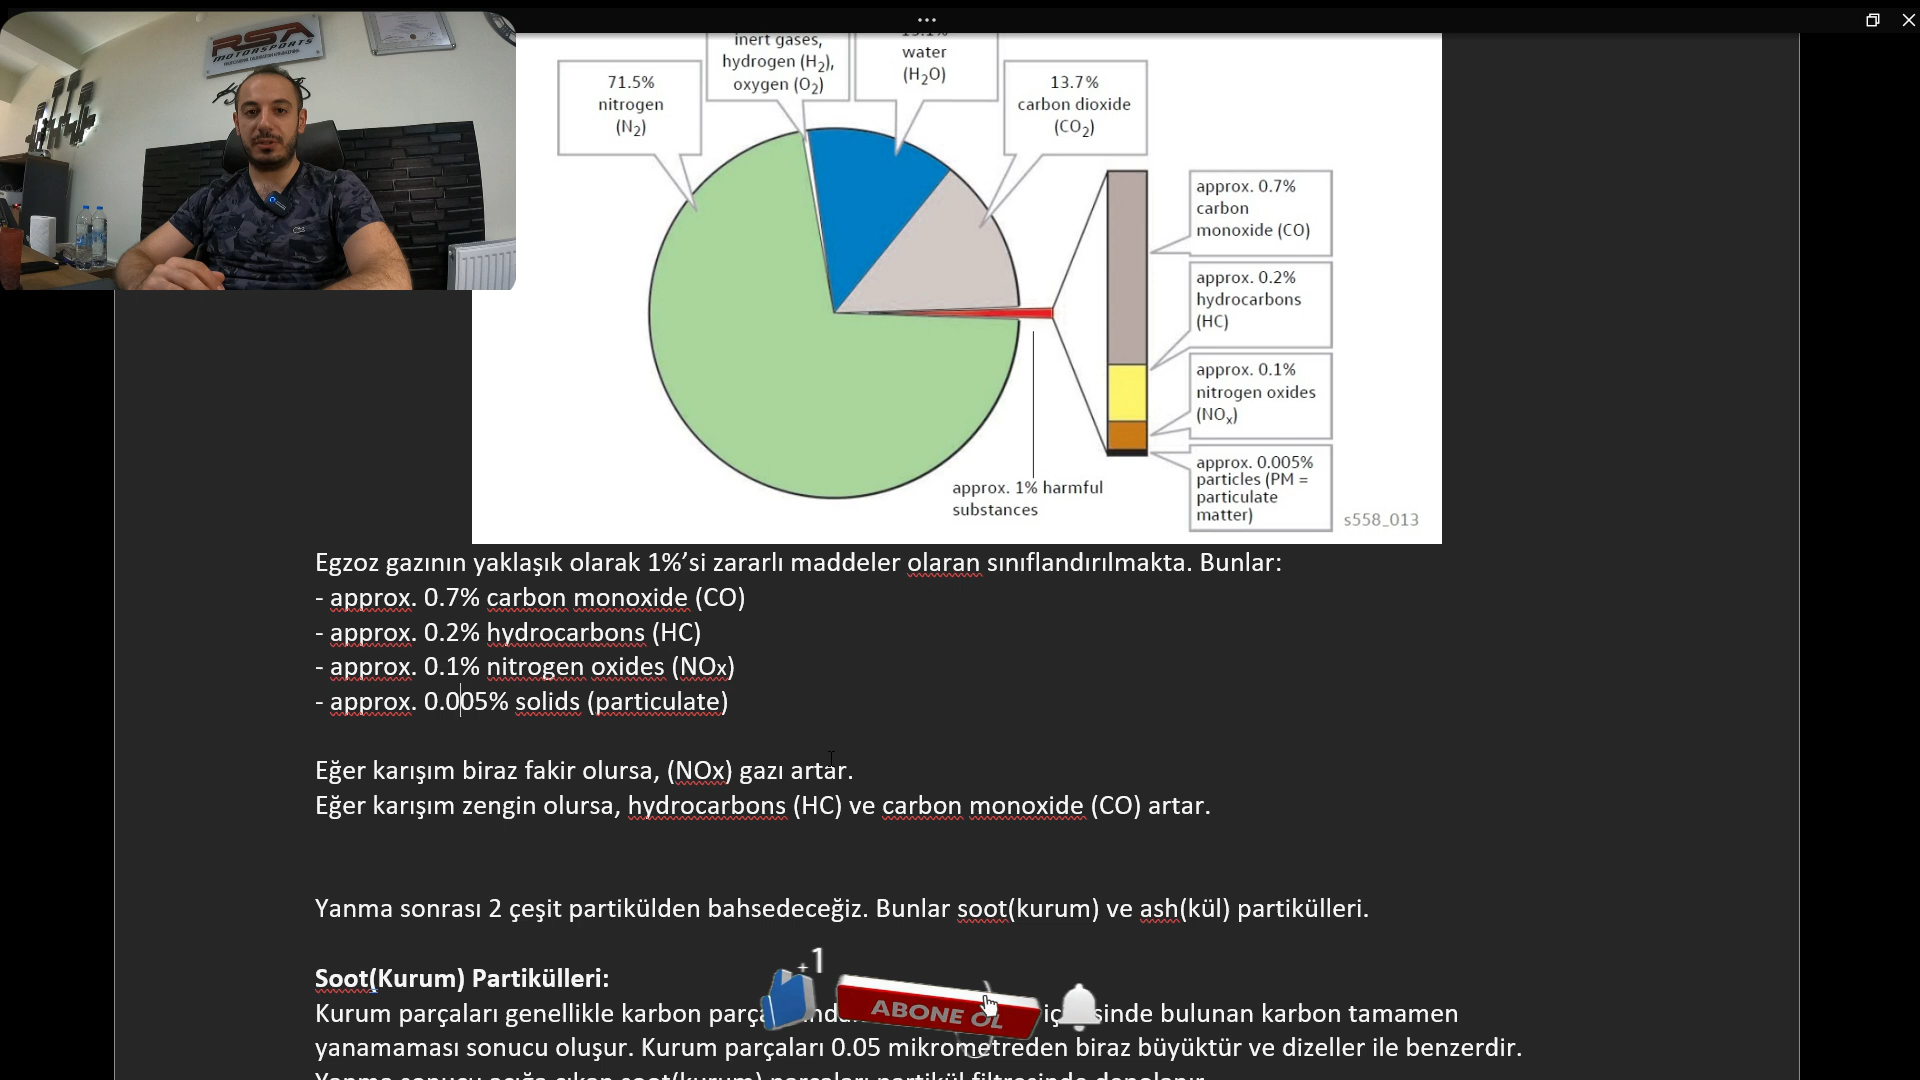 RSA
MOTORSPORTS
inert gases,
hydrogen (H2),
oxygen (O2)
13.1%
water
(H2O)
71.5%
nitrogen
(N2)
13.7%
carbon dioxide
(CO2)
approx. 0.7%
carbon
monoxide (CO)
approx. 0.2%
hydrocarbons
(HC)
approx. 0.1%
nitrogen oxides
(NOx)
approx. 0.005%
particles (PM =
particulate
matter)
approx. 1% harmful
substances
s558_013
Egzoz gazının yaklaşık olarak 1%’si zararlı maddeler olaran sınıflandırılmakta. Bunlar:
- approx. 0.7% carbon monoxide (CO)
- approx. 0.2% hydrocarbons (HC)
- approx. 0.1% nitrogen oxides (NOx)
- approx. 0.005% solids (particulate)
Eğer karışım biraz fakir olursa, (NOx) gazı artar.
Eğer karışım zengin olursa, hydrocarbons (HC) ve carbon monoxide (CO) artar.
Yanma sonrası 2 çeşit partikülden bahsedeceğiz. Bunlar soot(kurum) ve ash(kül) partikülleri.
Soot(Kurum) Partikülleri:
Kurum parçaları genellikle karbon sinde bulunan karbon tamamen
yanamaması sonucu oluşur. Kurum parçaları 0.05 mikrometreden biraz büyüktür ve dizeller ile benzerdir.
+1
ABONE OL